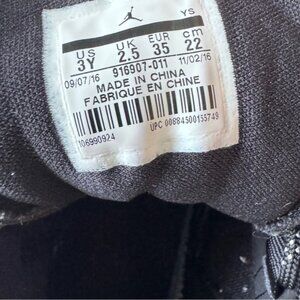 YS
US UK EUR cm
3Y 2.5 35 22
09/07/16 11/02/16
916907-011
MADE IN CHINA
FABRIQUE EN CHINE
106990924
UPC 00884500155749